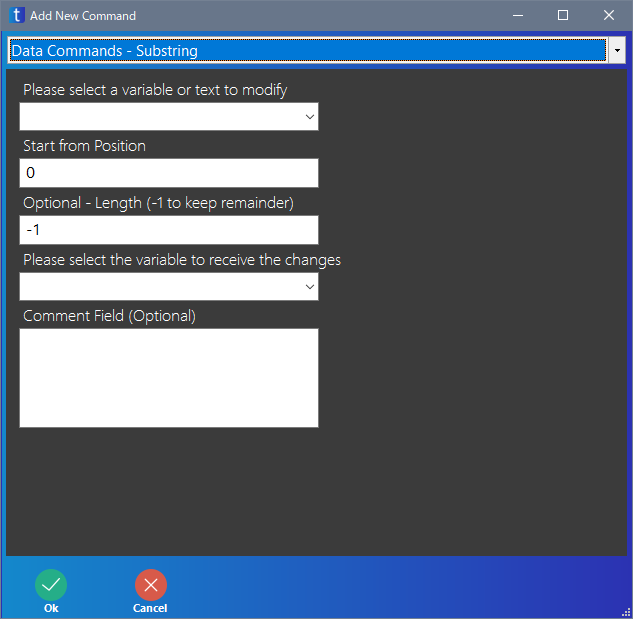 t Add New Command
Data Commands - Substring
Please select a variable or text to modify
Start from Position
0
Optional - Length (-1 to keep remainder)
-1
Please select the variable to receive the changes
Comment Field (Optional)
Ok Cancel